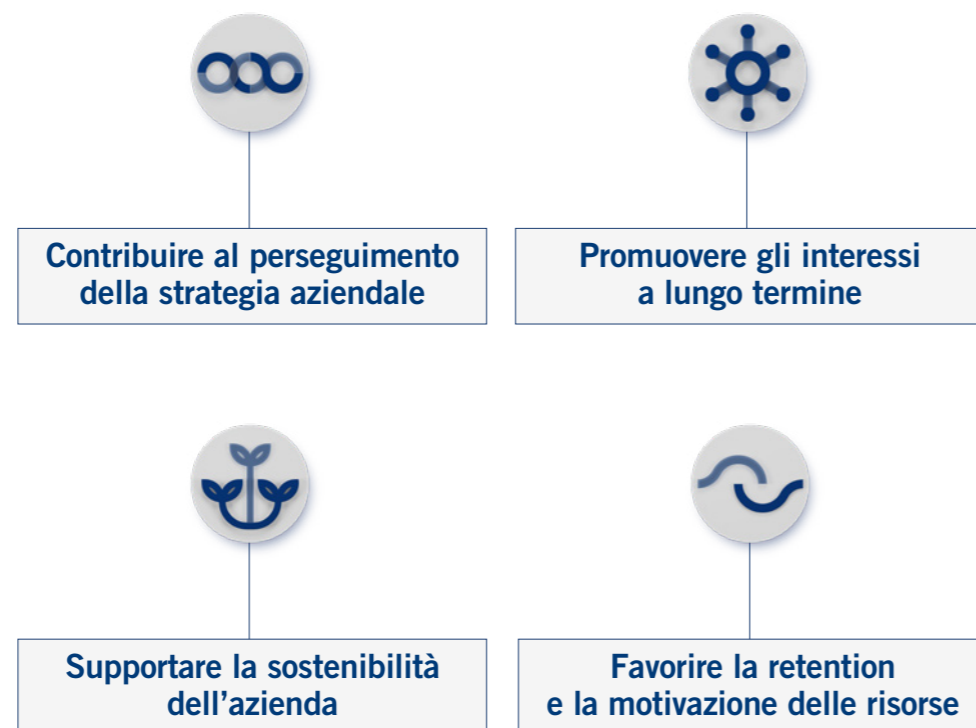 Contribuire al perseguimento
della strategia aziendale
Promuovere gli interessi
a lungo termine
Supportare la sostenibilità
dell’azienda
Favorire la retention
e la motivazione delle risorse